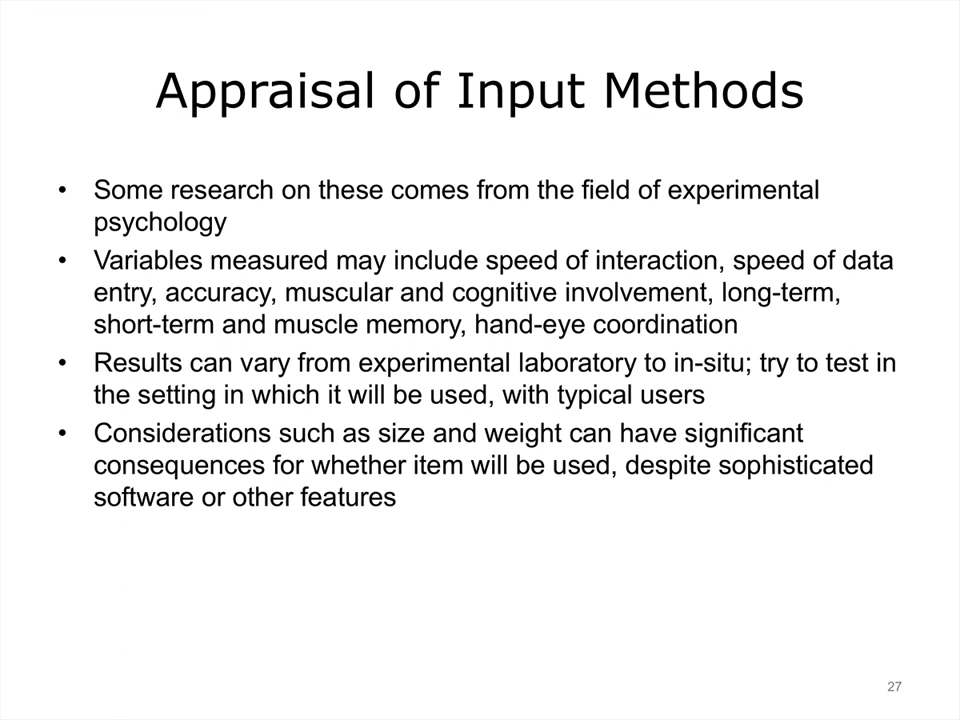 Appraisal of Input Methods
• Some research on these comes from the field of experimental
psychology
• Variables measured may include speed of interaction, speed of data
entry, accuracy, muscular and cognitive involvement, long-term,
short-term and muscle memory, hand-eye coordination
• Results can vary from experimental laboratory to in-situ; try to test in
the setting in which it will be used, with typical users
• Considerations such as size and weight can have significant
consequences for whether item will be used, despite sophisticated
software or other features
27